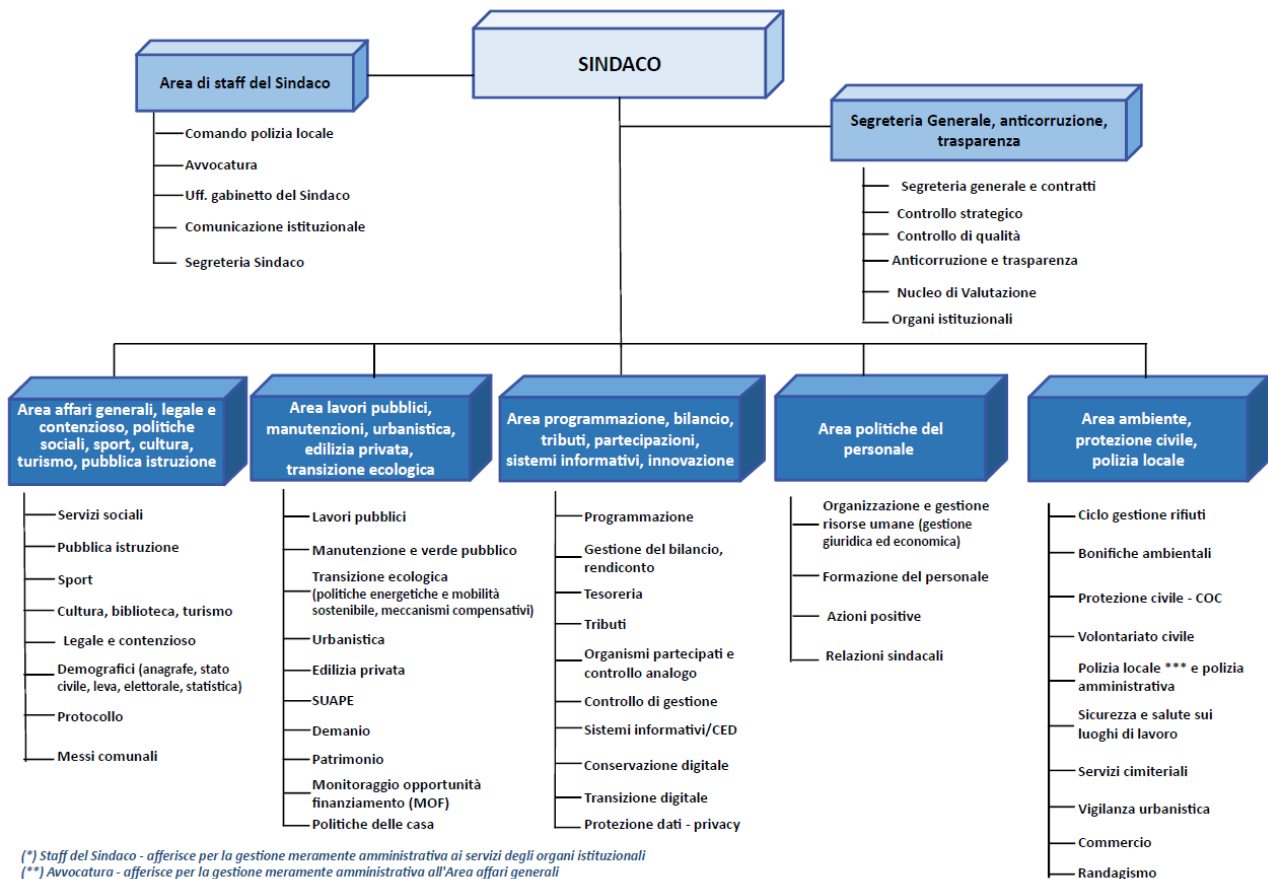 SINDACO
Area di staff del Sindaco
Comando polizia locale
Avvocatura
Uff. gabinetto del Sindaco
Comunicazione istituzionale
Segreteria Sindaco
Segreteria Generale, anticorruzione,
trasparenza
Segreteria generale e contratti
Controllo strategico
Controllo di qualità
Anticorruzione e trasparenza
Nucleo di Valutazione
Organi istituzionali
Area affari generali, legale e
contenzioso, politiche
sociali, sport, cultura,
turismo, pubblica istruzione
Servizi sociali
Pubblica istruzione
Sport
Cultura, biblioteca, turismo
Legale e contenzioso
Demografici (anagrafe, stato
civile, leva, elettorale, statistica)
Protocollo
Messi comunali
Area lavori pubblici,
manutenzioni, urbanistica,
edilizia privata,
transizione ecologica
Lavori pubblici
Manutenzione e verde pubblico
Transizione ecologica
(politiche energetiche e mobilità
sostenibile, meccanismi compensativi)
Urbanistica
Edilizia privata
SUAPE
Demanio
Patrimonio
Monitoraggio opportunità
finanziamento (MOF)
Politiche delle casa
Area programmazione, bilancio,
tributi, partecipazioni,
sistemi informativi, innovazione
Programmazione
Gestione del bilancio,
rendiconto
Tesoreria
Tributi
Organismi partecipati e
controllo analogo
Controllo di gestione
Sistemi informativi/CED
Conservazione digitale
Transizione digitale
Protezione dati - privacy
Area politiche del
personale
Organizzazione e gestione
risorse umane (gestione
giuridica ed economica)
Formazione del personale
Azioni positive
Relazioni sindacali
Area ambiente,
protezione civile,
polizia locale
Ciclo gestione rifiuti
Bonifiche ambientali
Protezione civile - COC
Volontariato civile
Polizia locale *** e polizia
amministrativa
Sicurezza e salute sui
luoghi di lavoro
Servizi cimiteriali
Vigilanza urbanistica
Commercio
Randagismo
(*) Staff del Sindaco - afferisce per la gestione meramente amministrativa ai servizi degli organi istituzionali
(**) Avvocatura - afferisce per la gestione meramente amministrativa all'Area affari generali